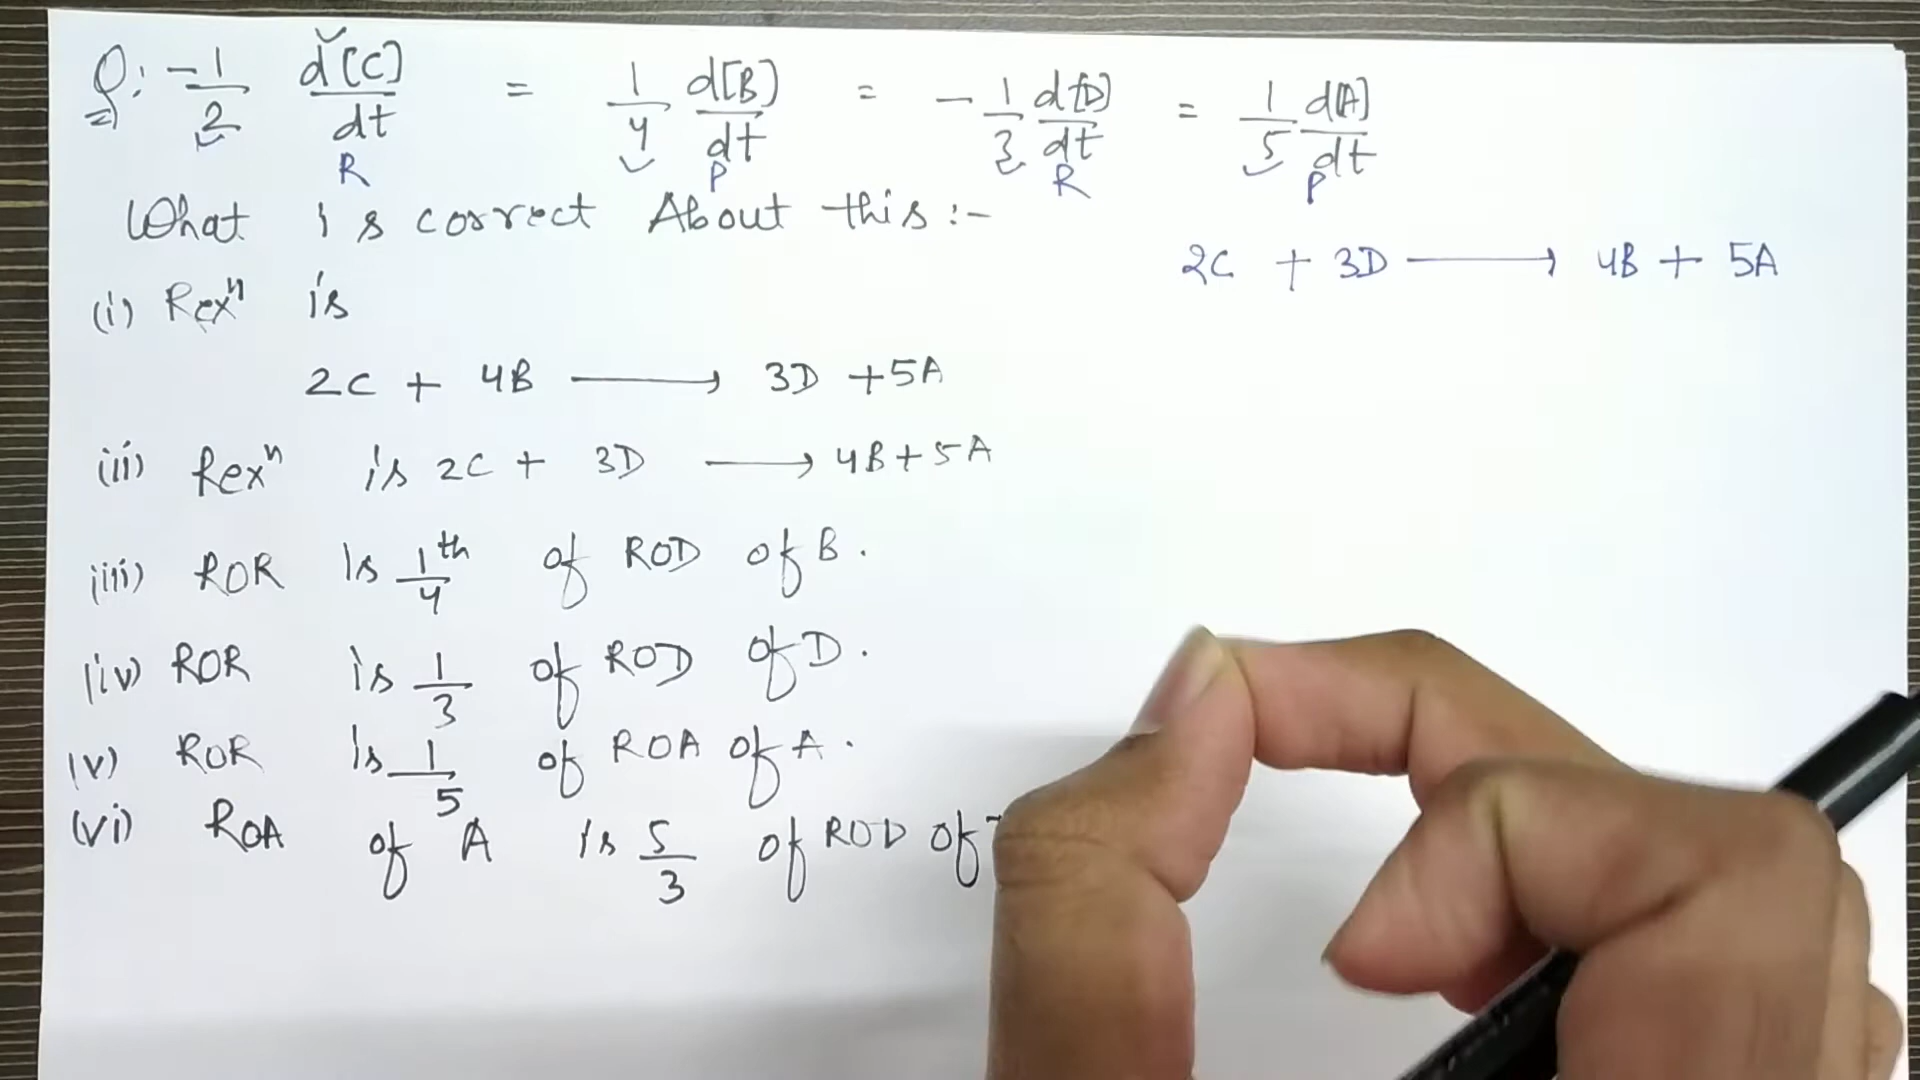 Q: -1/2 d[C]/dt = 1/4 d[B]/dt = -1/3 d[D]/dt = 1/5 d[A]/dt
R P R P
What is correct About this :-
2C + 3D ⟶ 4B + 5A
(i) Rexⁿ is
2C + 4B ⟶ 3D + 5A
(ii) Rexⁿ is 2C + 3D ⟶ 4B + 5A
(iii) ROR is 1/4 th of ROD of B.
(iv) ROR is 1/3 of ROD of D.
(v) ROR is 1/5 of ROA of A.
(vi) ROA of A is 5/3 of ROD of